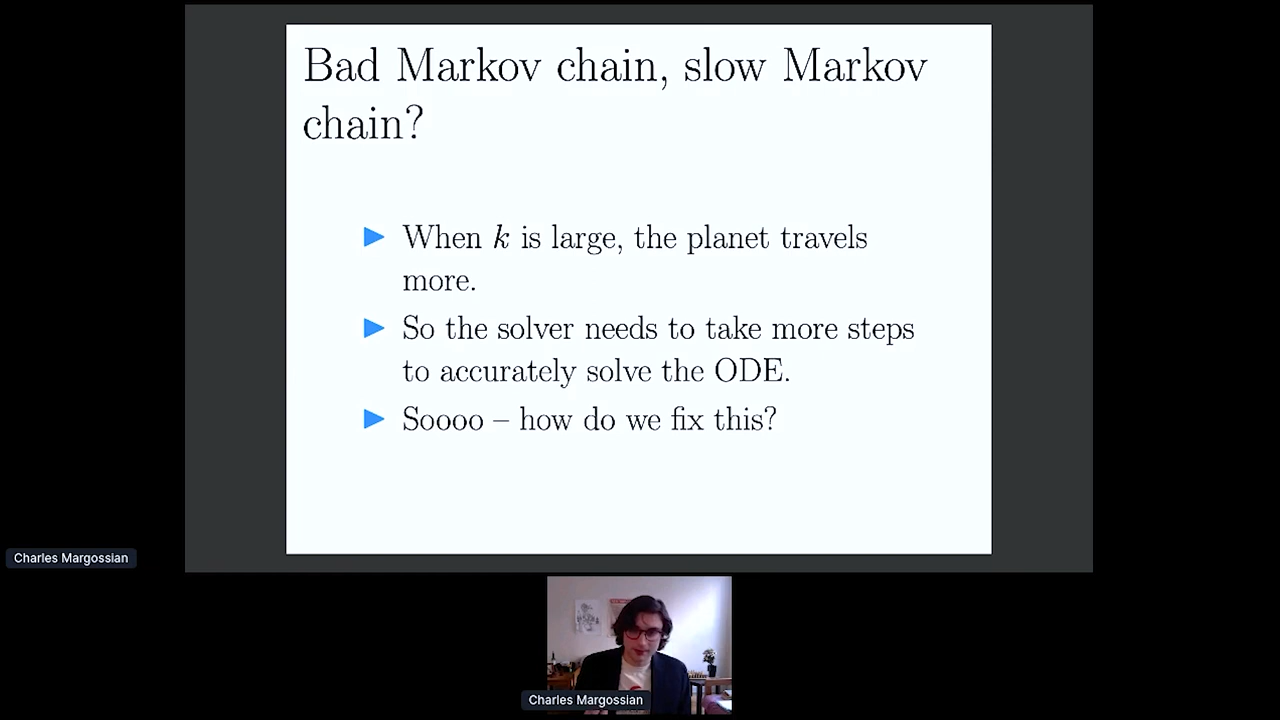 Bad Markov chain, slow Markov
chain?
▶ When k is large, the planet travels
more.
▶ So the solver needs to take more steps
to accurately solve the ODE.
▶ Soooo – how do we fix this?
Charles Margossian
Charles Margossian